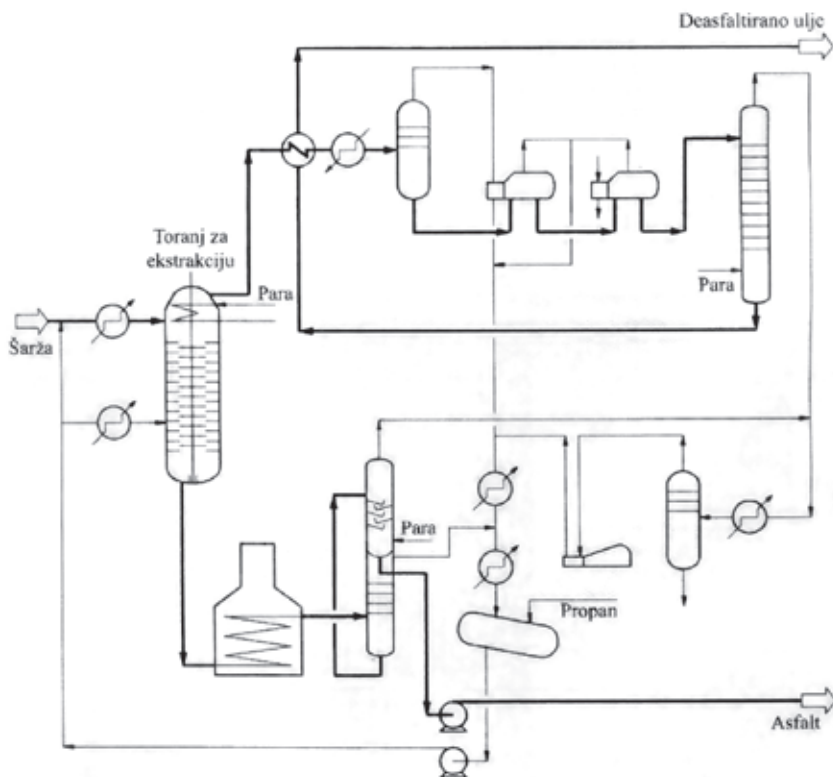 Deasfaltirano ulje
Toranj za
ekstrakciju
Para
Para
Šarža
Para
Propan
Asfalt